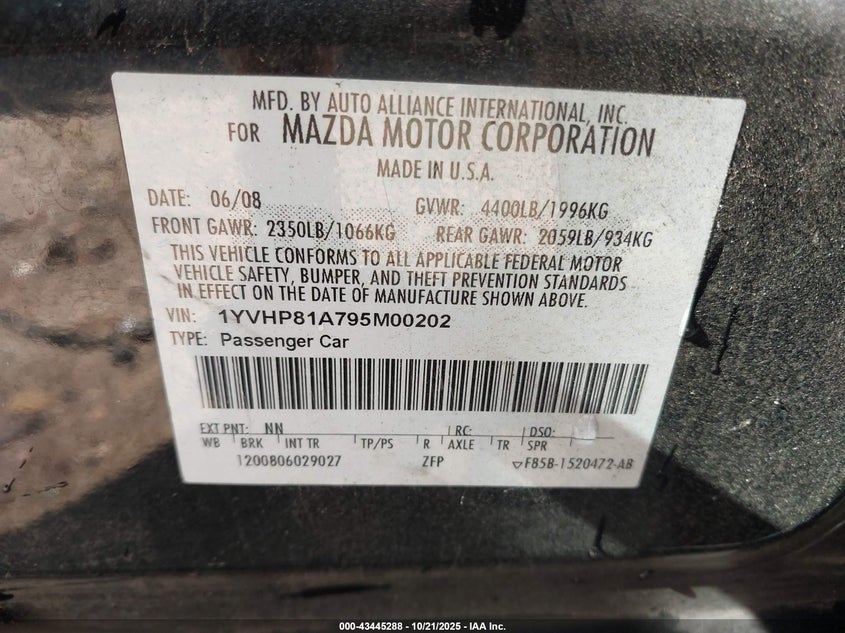 MFD. BY AUTO ALLIANCE INTERNATIONAL, INC.
FOR MAZDA MOTOR CORPORATION
MADE IN U.S.A.
DATE: 06/08 GVWR: 4400LB/1996KG
FRONT GAWR: 2350LB/1066KG REAR GAWR: 2059LB/934KG
THIS VEHICLE CONFORMS TO ALL APPLICABLE FEDERAL MOTOR
VEHICLE SAFETY, BUMPER, AND THEFT PREVENTION STANDARDS
IN EFFECT ON THE DATE OF MANUFACTURE SHOWN ABOVE.
VIN: 1YVHP81A795M00202
TYPE: Passenger Car
EXT PNT: NN RC: DSO:
WB BRK INT TR TP/PS R AXLE TR SPR
1200806029027 ZFP F85B-1520472-AB
000-43445288 - 10/21/2025 - IAA Inc.